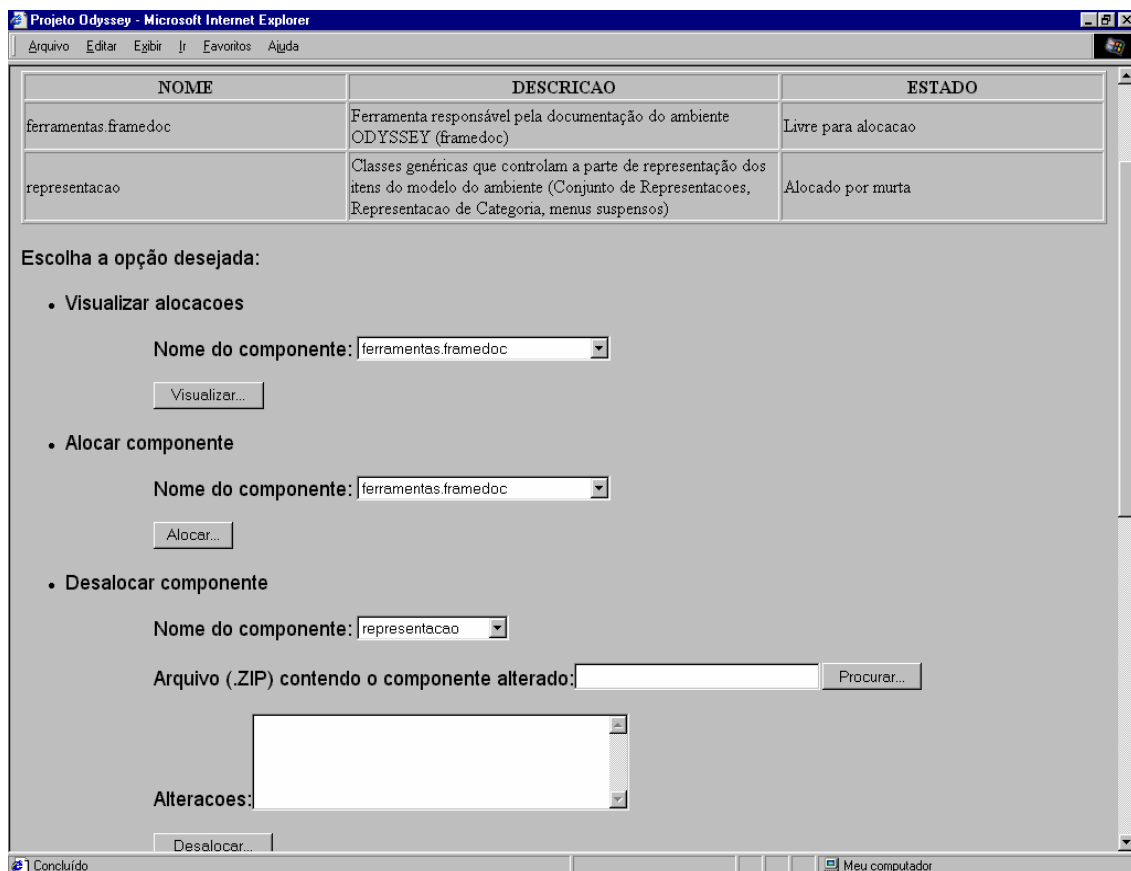 Projeto Odyssey - Microsoft Internet Explorer
Arquivo Editar Exibir Ir Favoritos Ajuda
NOME DESCRICAO ESTADO
ferramentas.framedoc
Ferramenta responsável pela documentação do ambiente
ODYSSEY (framedoc)
Livre para alocacao
representacao
Classes genéricas que controlam a parte de representação dos
itens do modelo do ambiente (Conjunto de Representacoes,
Representacao de Categoria, menus suspensos)
Alocado por murta
Escolha a opção desejada:
• Visualizar alocacoes
Nome do componente: ferramentas.framedoc
Visualizar...
• Alocar componente
Nome do componente: ferramentas.framedoc
Alocar...
• Desalocar componente
Nome do componente: representacao
Arquivo (.ZIP) contendo o componente alterado: Procurar...
Alteracoes:
Desalocar...
Concluído Meu computador